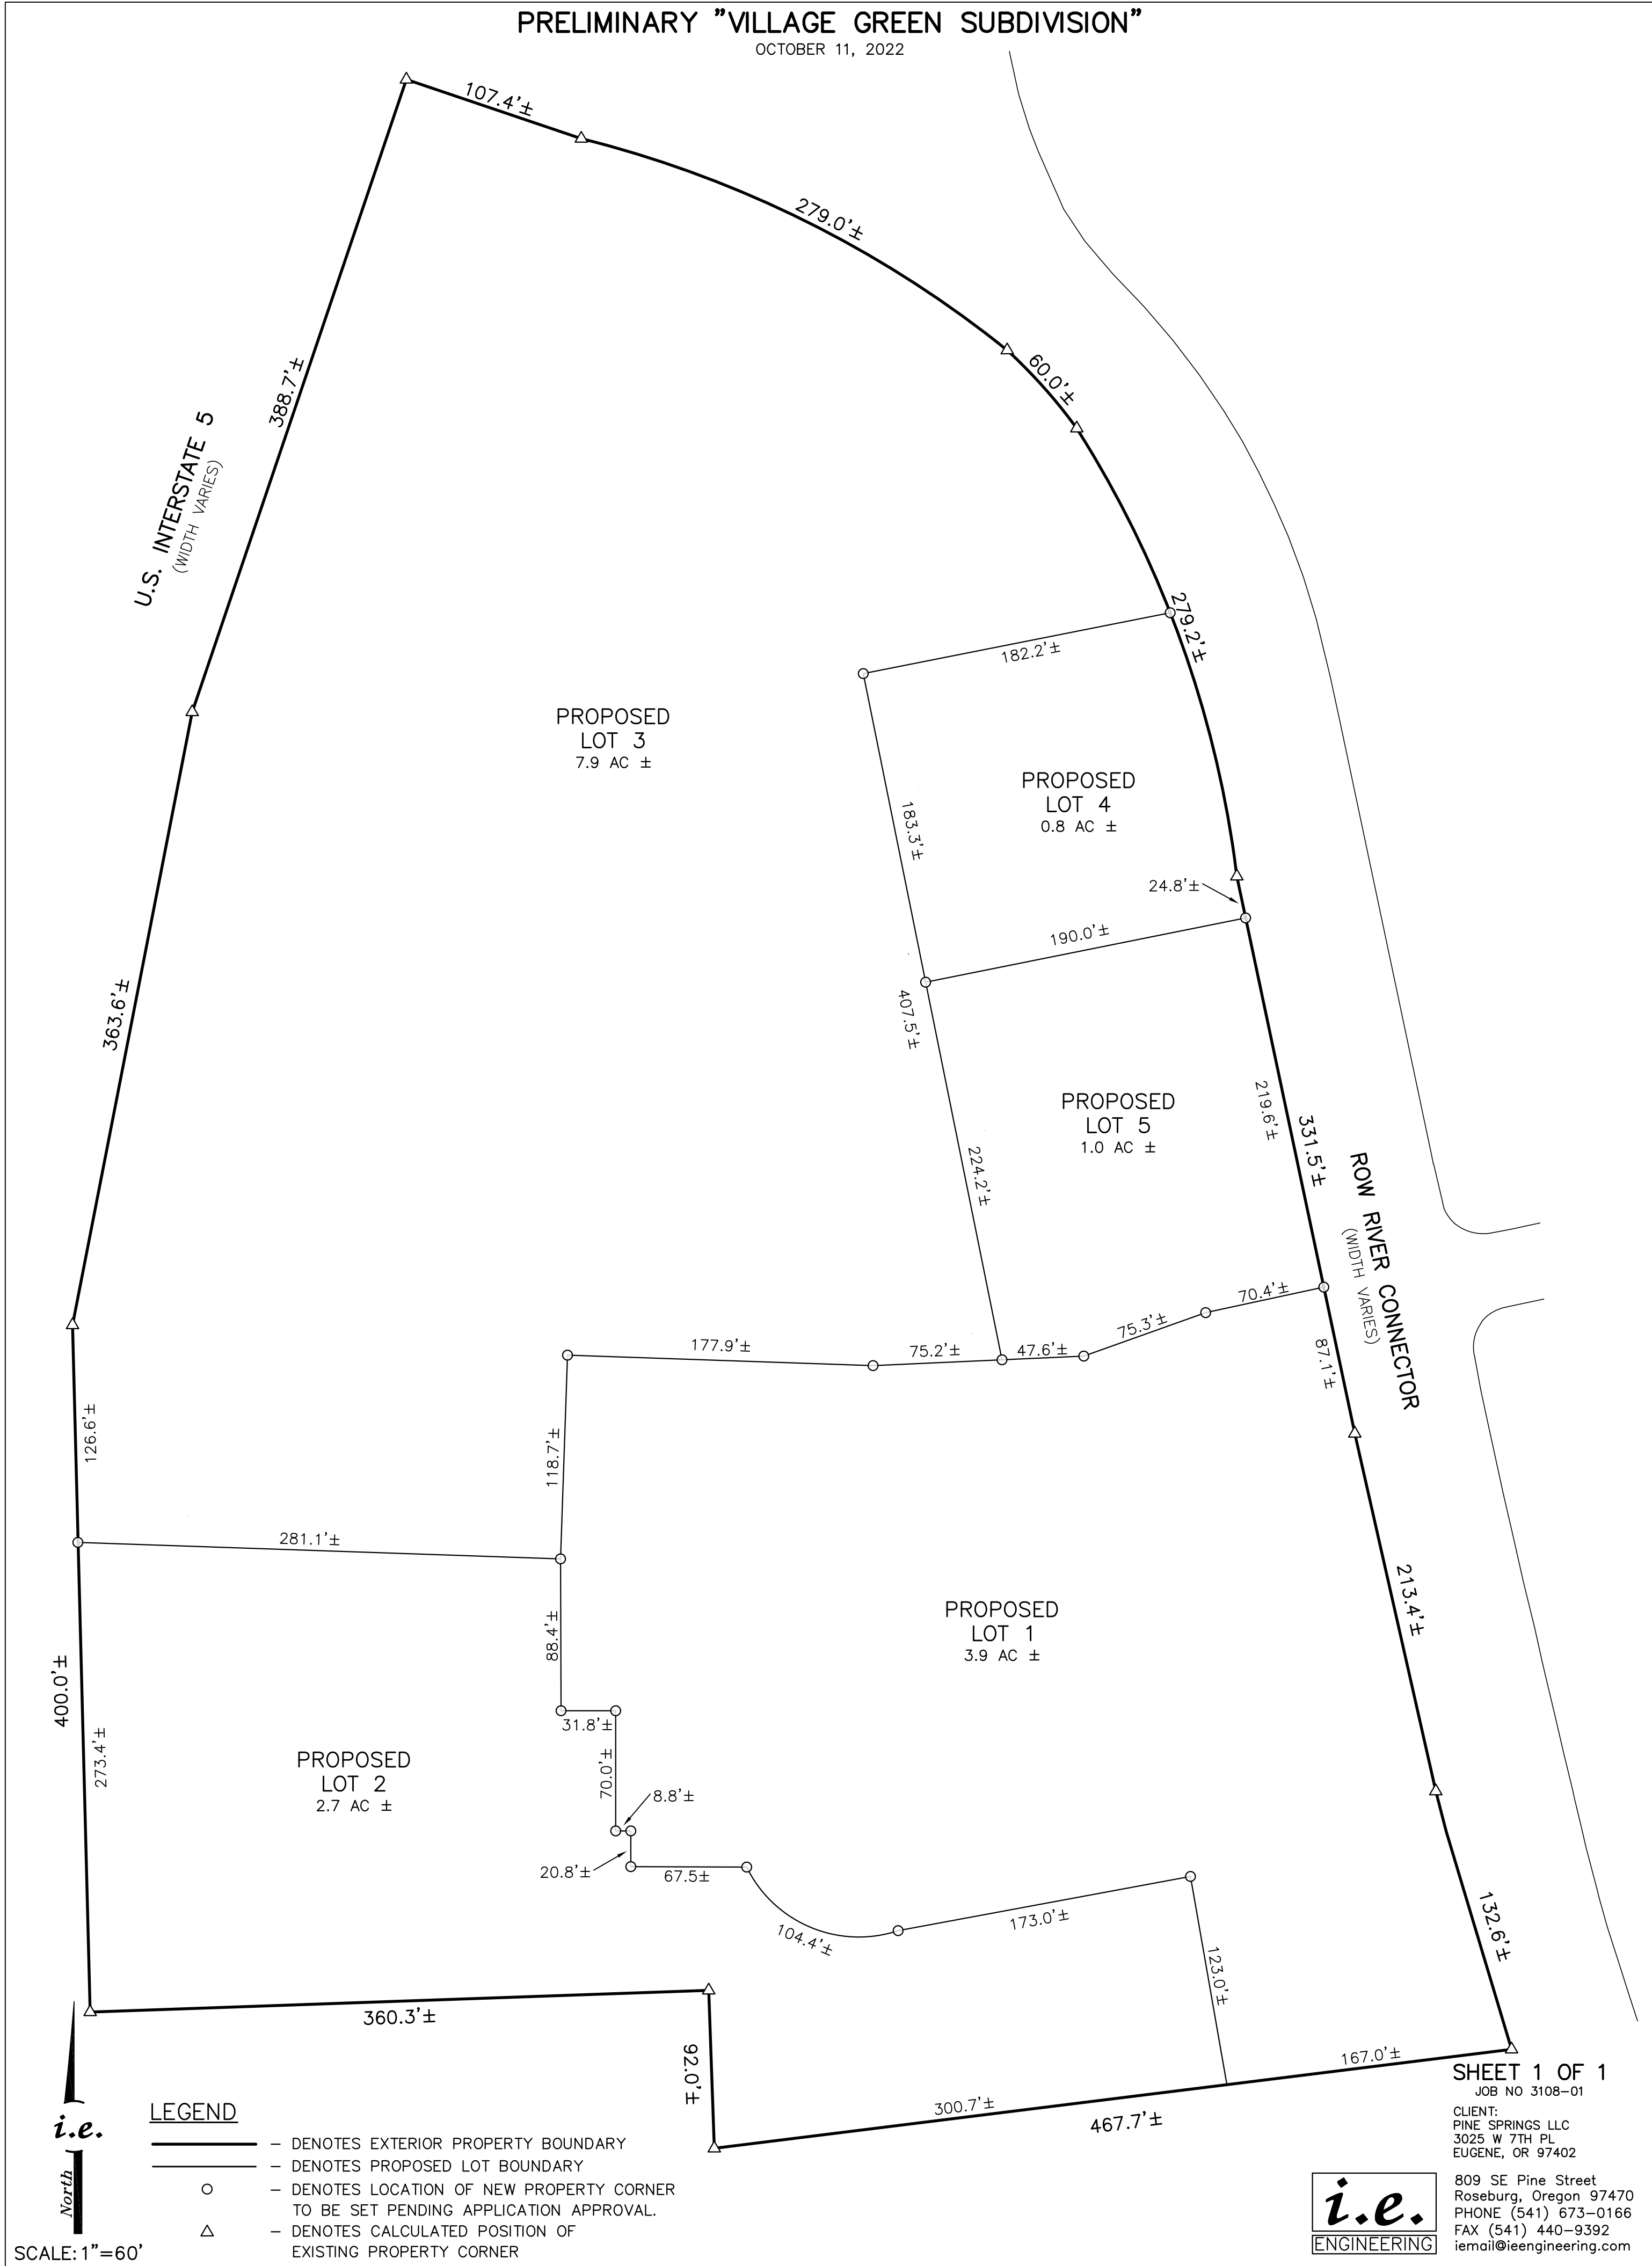 PRELIMINARY "VILLAGE GREEN SUBDIVISION"
OCTOBER 11, 2022
107.4'±
279.0'±
60.0'±
388.7'±
U.S. INTERSTATE 5
(WIDTH VARIES)
279.2'±
182.2'±
PROPOSED
LOT 3
7.9 AC ±
PROPOSED
LOT 4
0.8 AC ±
183.3'±
24.8'±
190.0'±
363.6'±
407.5'±
PROPOSED
LOT 5
1.0 AC ±
219.6'±
331.5'±
224.2'±
ROW RIVER CONNECTOR
(WIDTH VARIES)
70.4'±
75.3'±
177.9'±
75.2'±
47.6'±
87.1'±
126.6'±
118.7'±
281.1'±
PROPOSED
LOT 1
3.9 AC ±
213.4'±
88.4'±
400.0'±
31.8'±
273.4'±
PROPOSED
LOT 2
2.7 AC ±
70.0'±
8.8'±
20.8'±
67.5±
104.4'±
173.0'±
123.0'±
132.6'±
360.3'±
92.0'±
167.0'±
300.7'±
467.7'±
SHEET 1 OF 1
JOB NO 3108-01
CLIENT:
PINE SPRINGS LLC
3025 W 7TH PL
EUGENE, OR 97402
i.e.
North
SCALE: 1"=60'
LEGEND
- DENOTES EXTERIOR PROPERTY BOUNDARY
- DENOTES PROPOSED LOT BOUNDARY
- DENOTES LOCATION OF NEW PROPERTY CORNER
TO BE SET PENDING APPLICATION APPROVAL.
- DENOTES CALCULATED POSITION OF
EXISTING PROPERTY CORNER
i.e.
ENGINEERING
809 SE Pine Street
Roseburg, Oregon 97470
PHONE (541) 673-0166
FAX (541) 440-9392
iemail@ieengineering.com